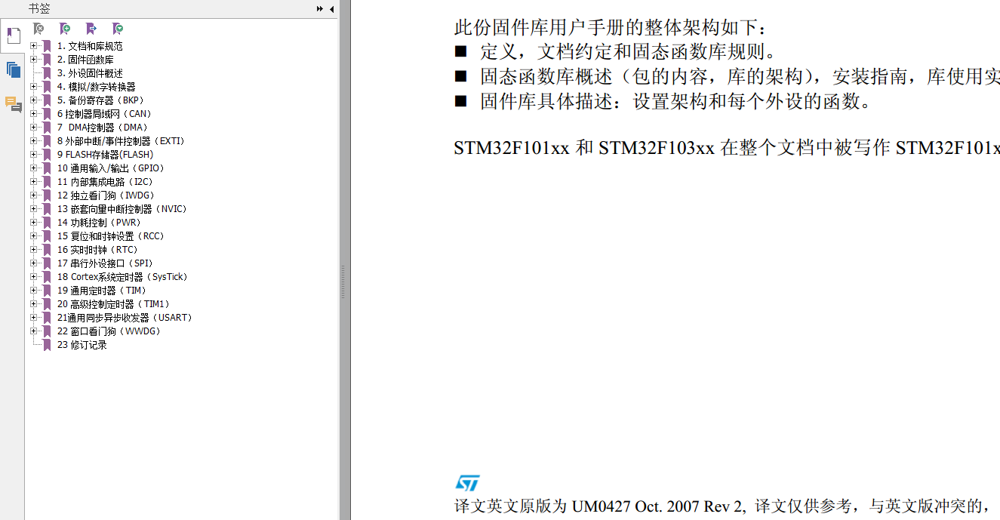 书签
1. 文档和库规范
2. 固件函数库
3. 外设固件概述
4. 模拟/数字转换器
5. 备份寄存器（BKP）
6 控制器局域网（CAN）
7 DMA控制器（DMA）
8 外部中断/事件控制器（EXTI）
9 FLASH存储器(FLASH)
10 通用输入/输出（GPIO）
11 内部集成电路（I2C）
12 独立看门狗（IWDG）
13 嵌套向量中断控制器（NVIC）
14 功耗控制（PWR）
15 复位和时钟设置（RCC）
16 实时时钟（RTC）
17 串行外设接口（SPI）
18 Cortex系统定时器（SysTick）
19 通用定时器（TIM）
20 高级控制定时器（TIM1）
21通用同步异步收发器（USART）
22 窗口看门狗（WWDG）
23 修订记录
此份固件库用户手册的整体架构如下：
■ 定义，文档约定和固态函数库规则。
■ 固态函数库概述（包的内容，库的架构），安装指南，库使用实
■ 固件库具体描述：设置架构和每个外设的函数。
STM32F101xx 和 STM32F103xx 在整个文档中被写作 STM32F101x
ST
译文英文原版为 UM0427 Oct. 2007 Rev 2, 译文仅供参考，与英文版冲突的，